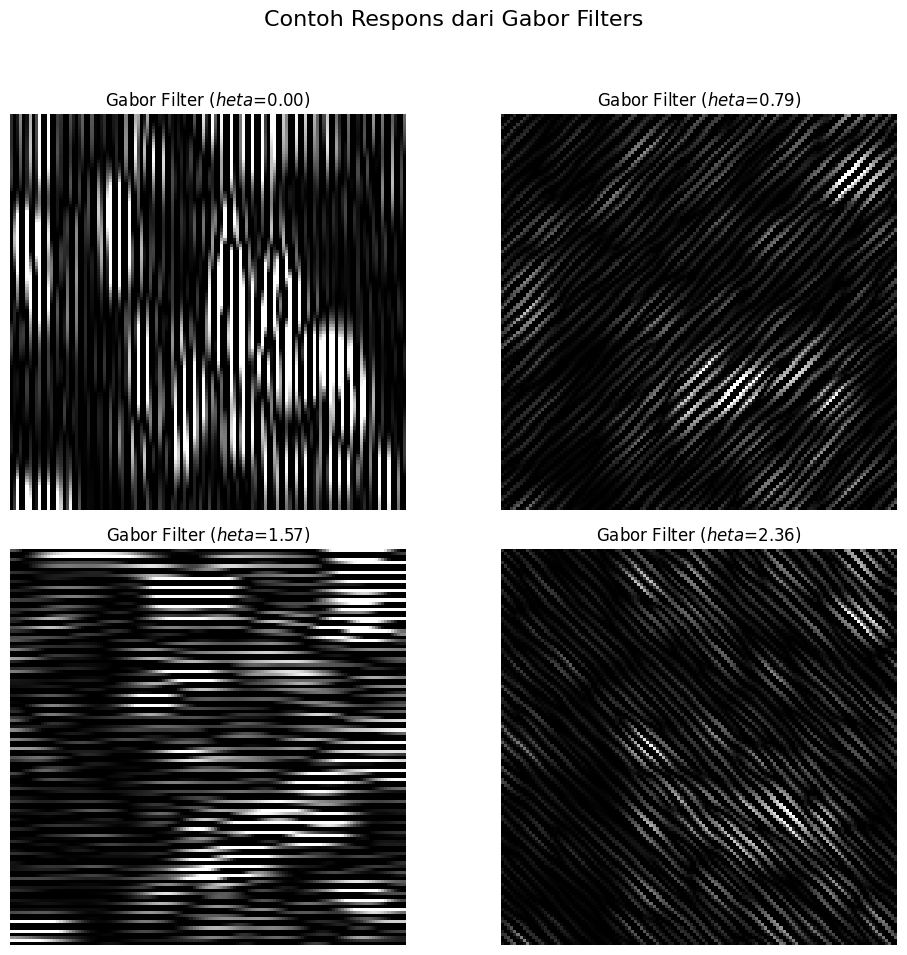 Contoh Respons dari Gabor Filters
Gabor Filter (heta=0.00)
Gabor Filter (heta=0.79)
Gabor Filter (heta=1.57)
Gabor Filter (heta=2.36)